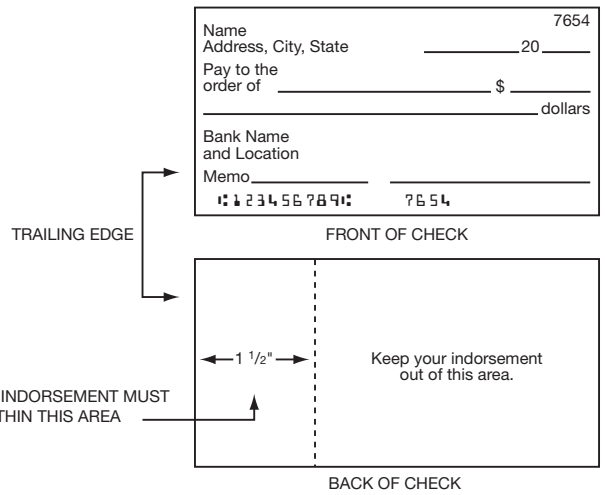 7654
Name
Address, City, State 20
Pay to the
order of $
dollars
Bank Name
and Location
Memo
⑆123456789⑆ 7654
TRAILING EDGE
FRONT OF CHECK
1 1/2"
Keep your indorsement
out of this area.
INDORSEMENT MUST
THIN THIS AREA
BACK OF CHECK